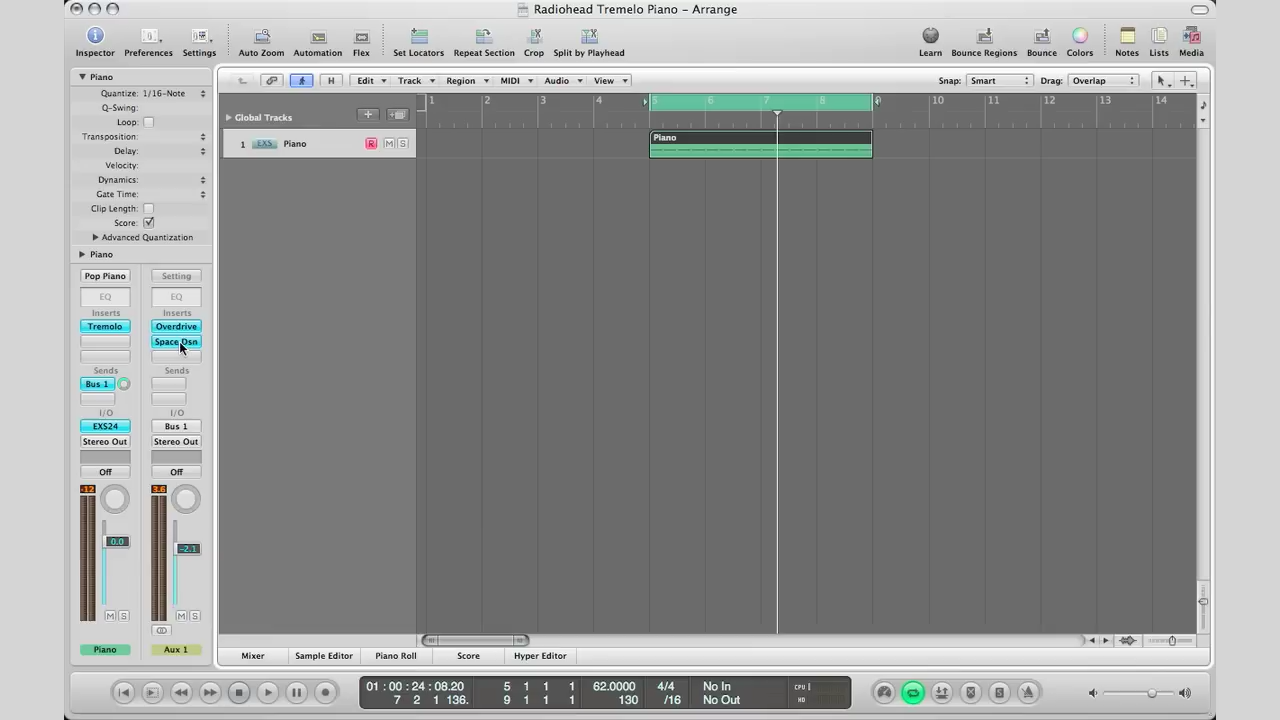 Radiohead Tremelo Piano – Arrange
Inspector Preferences Settings Auto Zoom Automation Flex Set Locators Repeat Section Crop Split by Playhead Learn Bounce Regions Bounce Colors Notes Lists Media
Piano
Quantize: 1/16-Note
Q-Swing:
Loop:
Transposition:
Delay:
Velocity:
Dynamics:
Gate Time:
Clip Length:
Score:
Advanced Quantization
Piano
Pop Piano Setting
EQ EQ
Inserts Inserts
Tremolo Overdrive
Space Dsn
Sends Sends
Bus 1
I/O I/O
EXS24 Bus 1
Stereo Out Stereo Out
Off Off
-12 3.6
0.0 -2.1
M S M S
Piano Aux 1
H Edit Track Region MIDI Audio View Snap: Smart Drag: Overlap
1 2 3 4 5 6 7 8 10 11 12 13 14
Global Tracks
1 EXS Piano R M S
Piano
Mixer Sample Editor Piano Roll Score Hyper Editor
01 : 00 : 24 : 08.20 5 1 1 1 62.0000 4/4 No In CPU
7 2 1 136. 9 1 1 1 130 /16 No Out HD